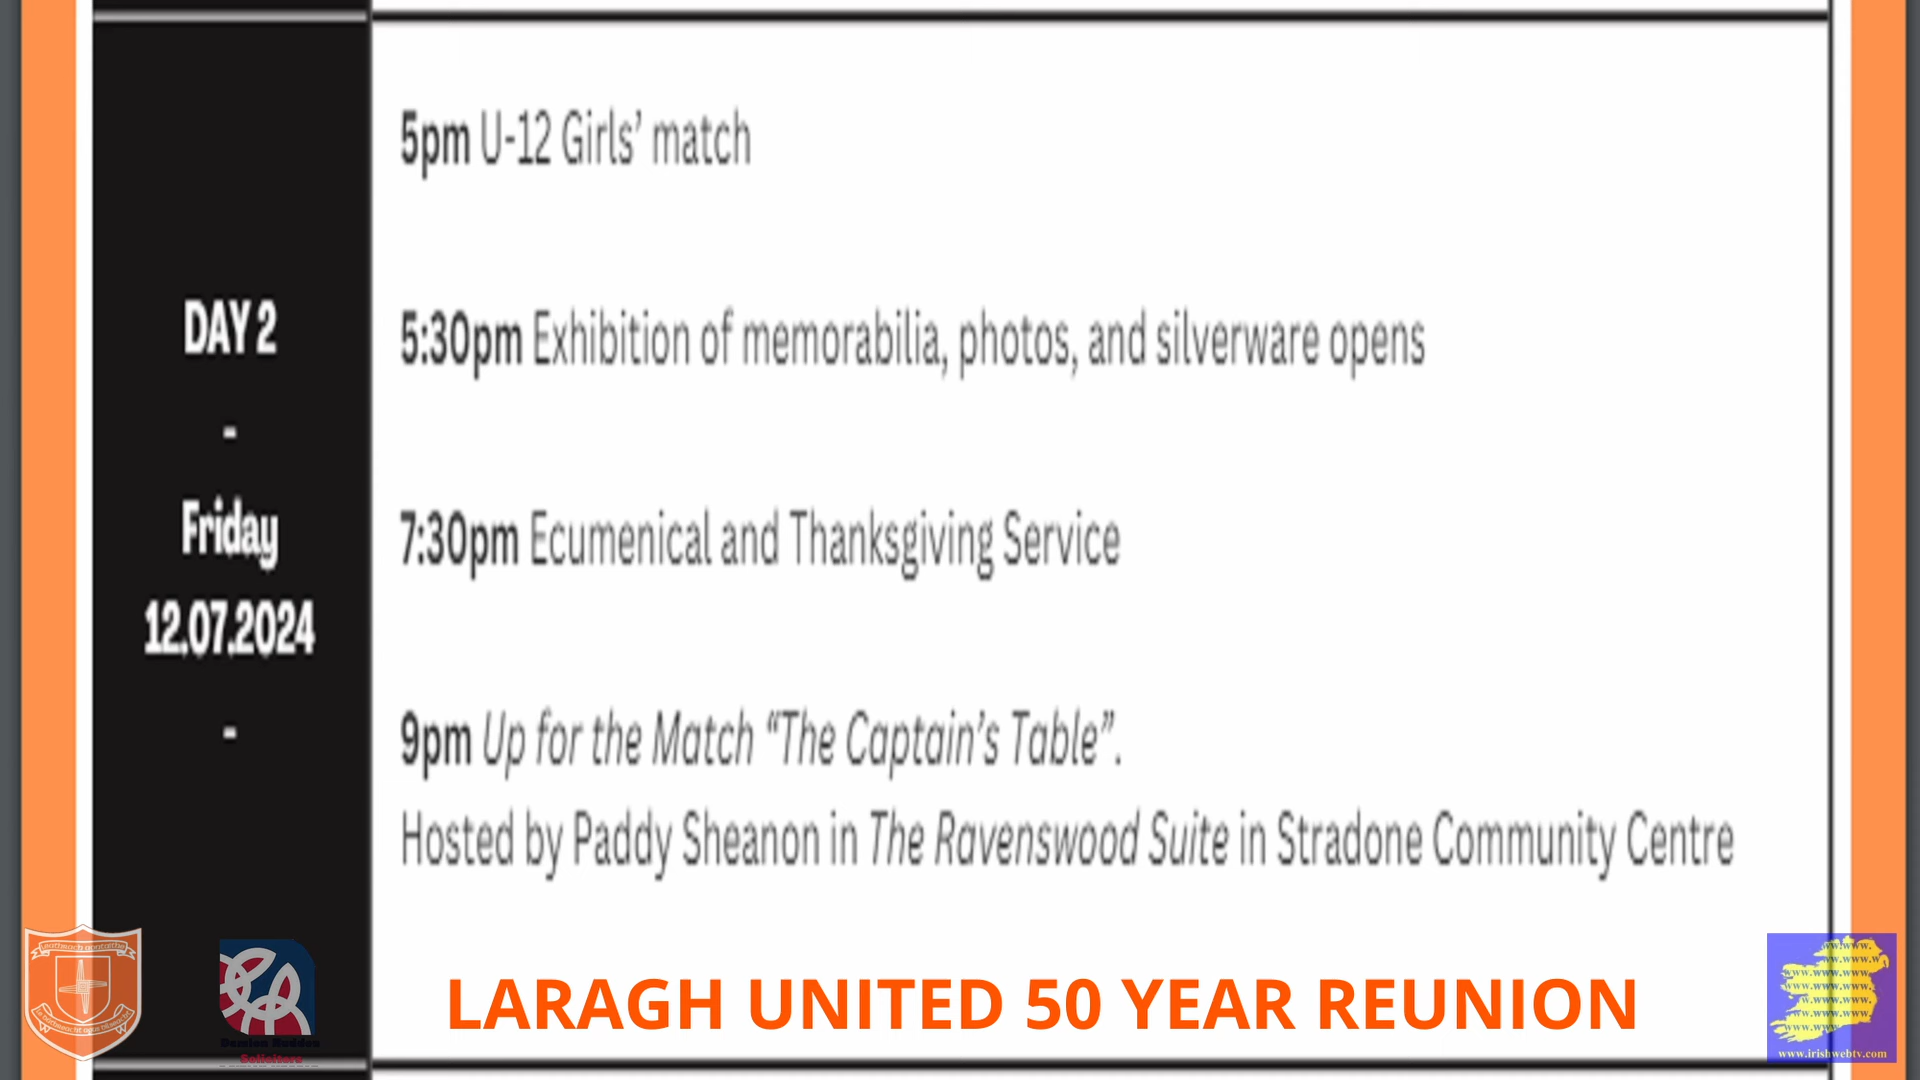 5pm U-12 Girls’ match
DAY 2
-
Friday
12.07.2024
-
5:30pm Exhibition of memorabilia, photos, and silverware opens
7:30pm Ecumenical and Thanksgiving Service
9pm Up for the Match “The Captain’s Table”.
Hosted by Paddy Sheanon in The Ravenswood Suite in Stradone Community Centre
LARAGH UNITED 50 YEAR REUNION
Solicitors
www.irishwebtv.com